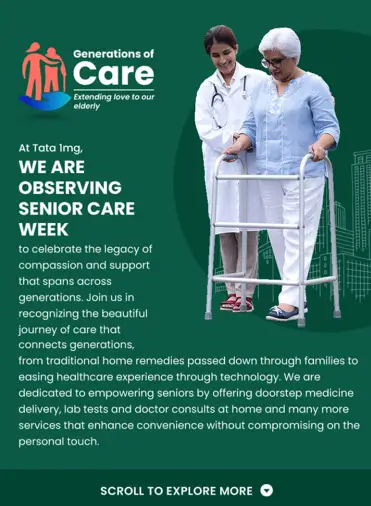 Generations of
Care
Extending love to our
elderly
At Tata 1mg,
WE ARE
OBSERVING
SENIOR CARE
WEEK
to celebrate the legacy of
compassion and support
that spans across
generations. Join us in
recognizing the beautiful
journey of care that
connects generations,
from traditional home remedies passed down through families to
easing healthcare experience through technology. We are
dedicated to empowering seniors by offering doorstep medicine
delivery, lab tests and doctor consults at home and many more
services that enhance convenience without compromising on the
personal touch.
SCROLL TO EXPLORE MORE